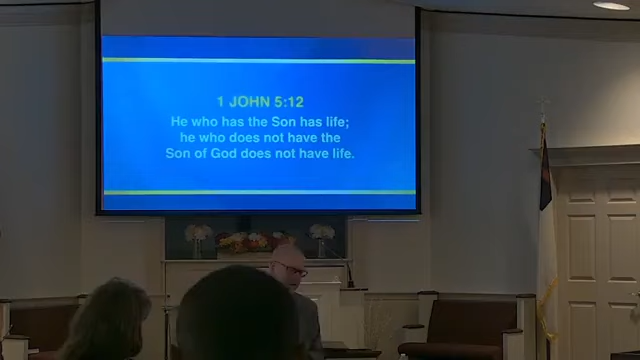 1 JOHN 5:12
He who has the Son has life;
he who does not have the
Son of God does not have life.